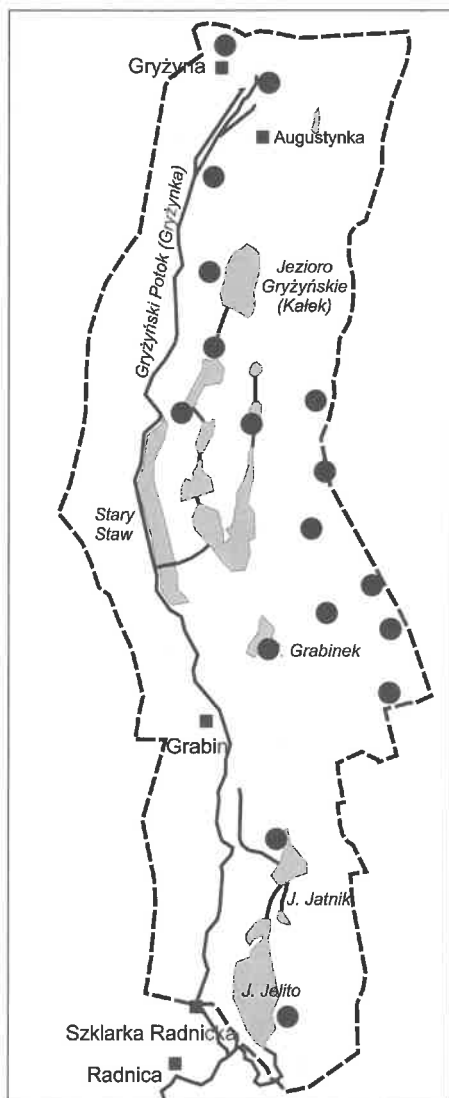 Gryżyna
Augustynka
Gryżyński Potok (Gryżynka)
Jezioro
Gryżyńskie
(Kałek)
Stary
Staw
Grabinek
Grabin
J. Jatnik
J. Jelito
Szklarka Radnicka
Radnica